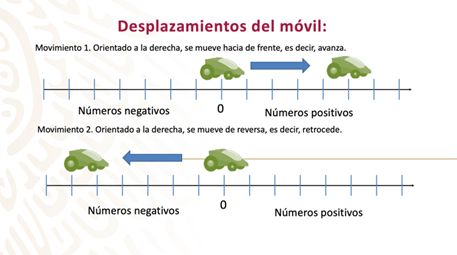 Desplazamientos del móvil:
Movimiento 1. Orientado a la derecha, se mueve hacia de frente, es decir, avanza.
Números negativos 0 Números positivos
Movimiento 2. Orientado a la derecha, se mueve de reversa, es decir, retrocede.
Números negativos 0 Números positivos